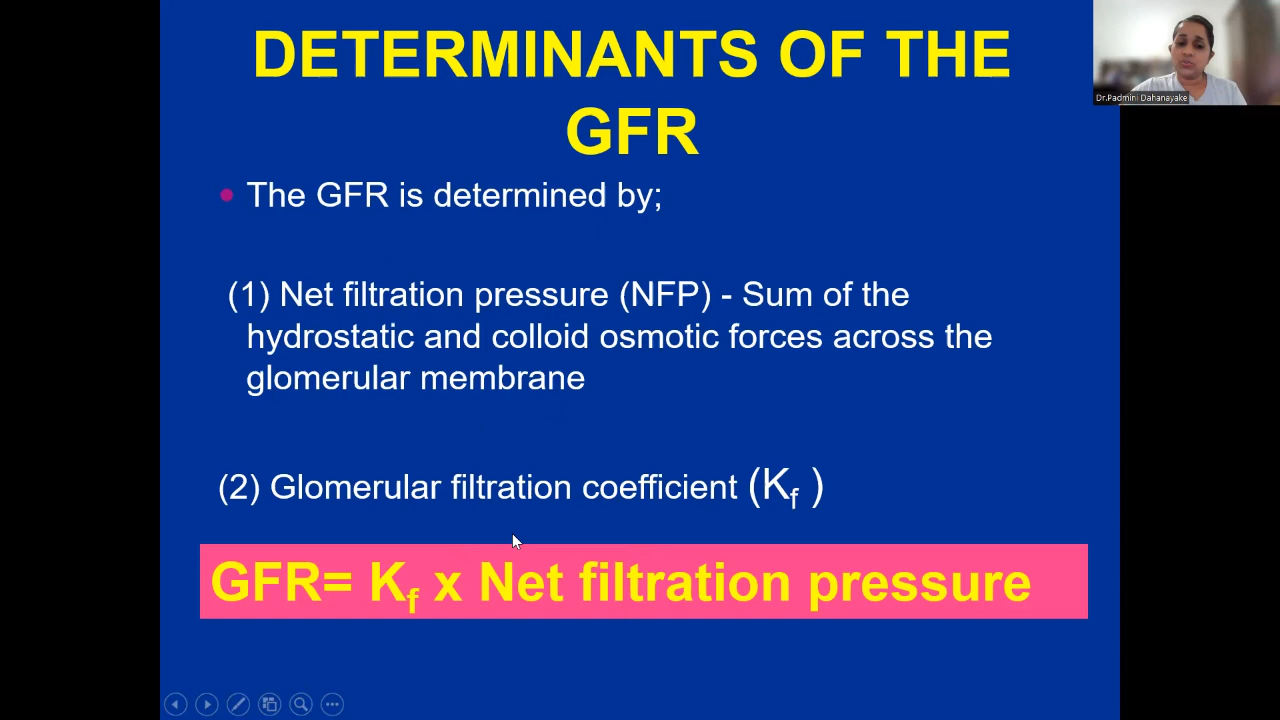 DETERMINANTS OF THE
GFR
Dr.Padmini Dahanayake
The GFR is determined by;
(1) Net filtration pressure (NFP) - Sum of the
hydrostatic and colloid osmotic forces across the
glomerular membrane
(2) Glomerular filtration coefficient (Kf )
GFR= Kf x Net filtration pressure